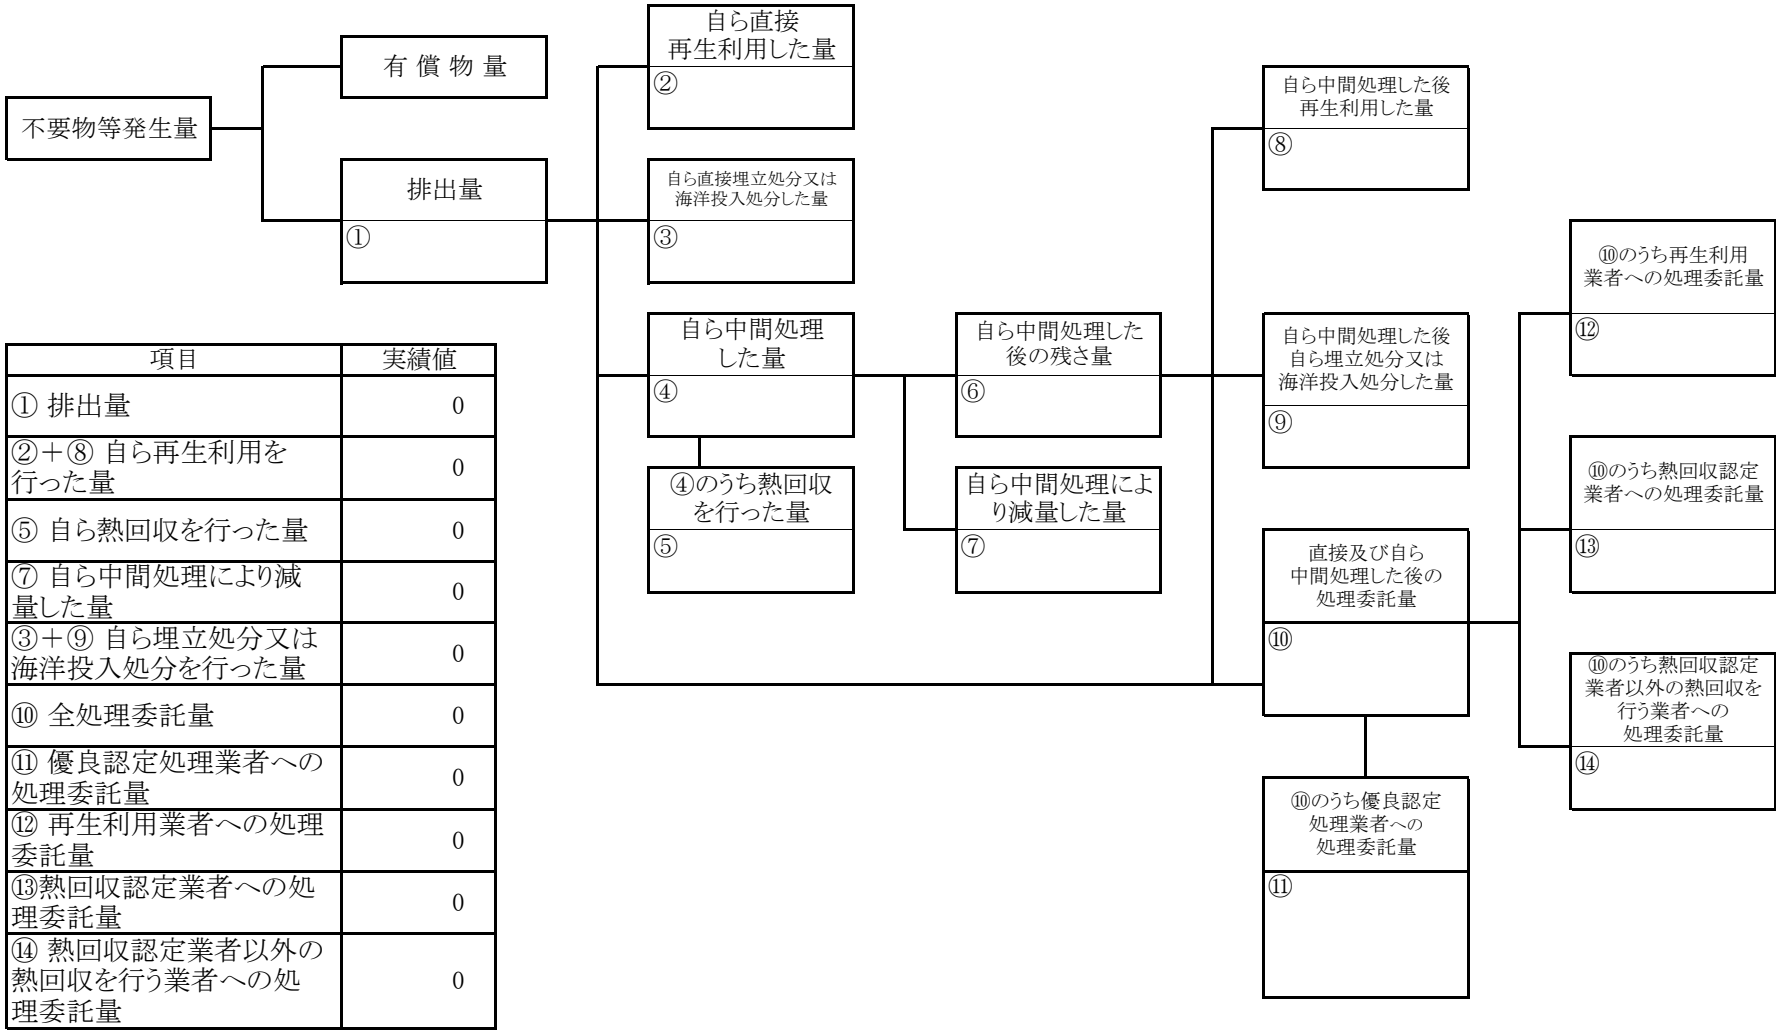 不要物等発生量
有 償 物 量
排出量
①
自ら直接
再生利用した量
②
自ら直接埋立処分又は
海洋投入処分した量
③
自ら中間処理
した量
④
④のうち熱回収
を行った量
⑤
自ら中間処理した
後の残さ量
⑥
自ら中間処理によ
り減量した量
⑦
自ら中間処理した後
再生利用した量
⑧
自ら中間処理した後
自ら埋立処分又は
海洋投入処分した量
⑨
直接及び自ら
中間処理した後の
処理委託量
⑩
⑩のうち優良認定
処理業者への
処理委託量
⑪
⑩のうち再生利用
業者への処理委託量
⑫
⑩のうち熱回収認定
業者への処理委託量
⑬
⑩のうち熱回収認定
業者以外の熱回収を
行う業者への
処理委託量
⑭
項目 実績値
① 排出量 0
②＋⑧ 自ら再生利用を
行った量 0
⑤ 自ら熱回収を行った量 0
⑦ 自ら中間処理により減
量した量 0
③＋⑨ 自ら埋立処分又は
海洋投入処分を行った量 0
⑩ 全処理委託量 0
⑪ 優良認定処理業者への
処理委託量 0
⑫ 再生利用業者への処理
委託量 0
⑬熱回収認定業者への処
理委託量 0
⑭ 熱回収認定業者以外の
熱回収を行う業者への処
理委託量 0